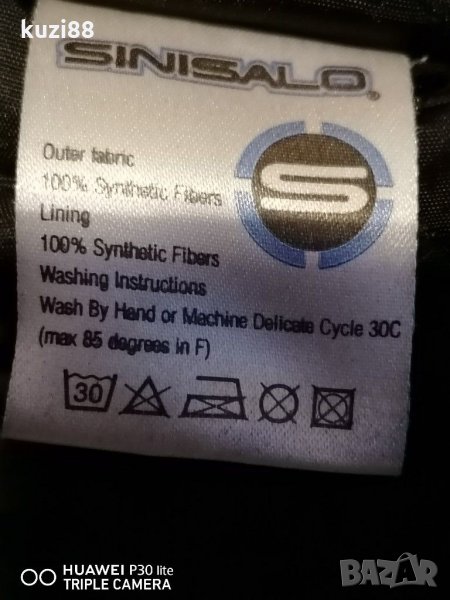 kuzi88
SINISALO®
Outer fabric
100% Synthetic Fibers
Lining
100% Synthetic Fibers
Washing Instructions
Wash By Hand or Machine Delicate Cycle 30C
(max 85 degrees in F)
30
HUAWEI P30 lite
TRIPLE CAMERA
BAZAR